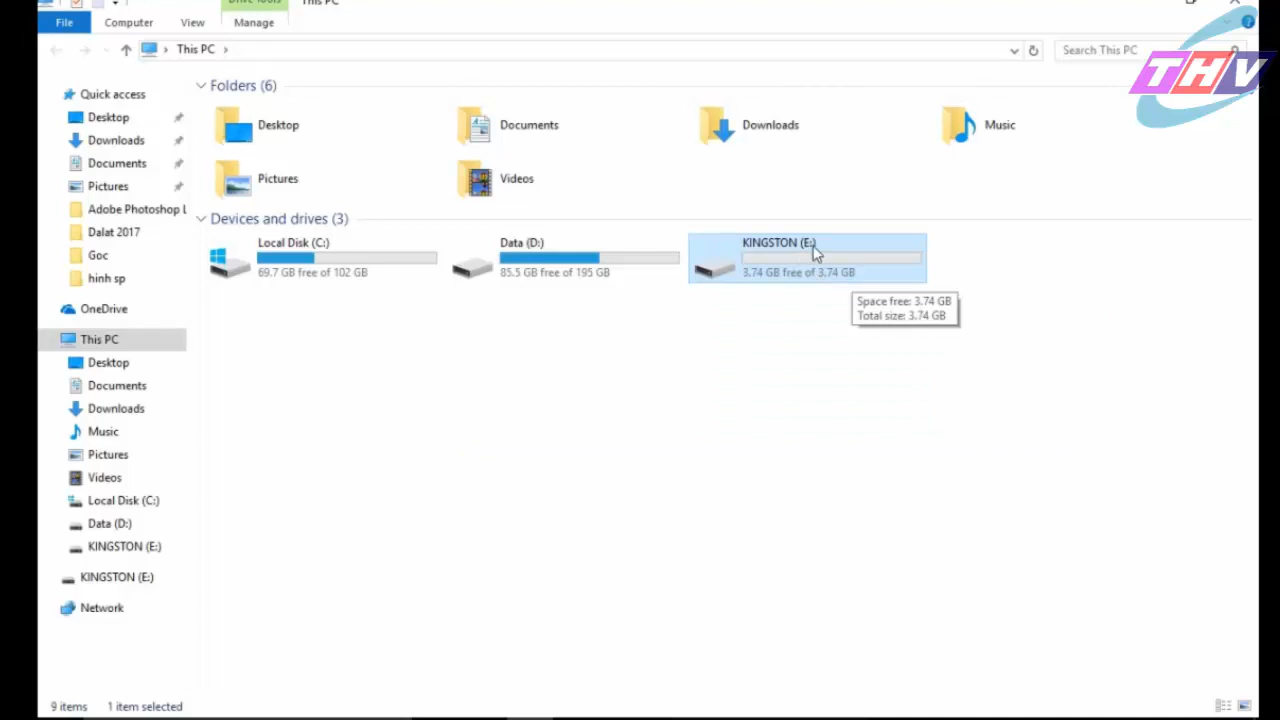 Drive Tools
This PC
File
Computer
View
Manage
This PC
Search This PC
THV
Quick access
Desktop
Downloads
Documents
Pictures
Adobe Photoshop L
Dalat 2017
Goc
hinh sp
OneDrive
This PC
Desktop
Documents
Downloads
Music
Pictures
Videos
Local Disk (C:)
Data (D:)
KINGSTON (E:)
KINGSTON (E:)
Network
Folders (6)
Desktop
Documents
Downloads
Music
Pictures
Videos
Devices and drives (3)
Local Disk (C:)
69.7 GB free of 102 GB
Data (D:)
85.5 GB free of 195 GB
KINGSTON (E:)
3.74 GB free of 3.74 GB
Space free: 3.74 GB
Total size: 3.74 GB
9 items
1 item selected